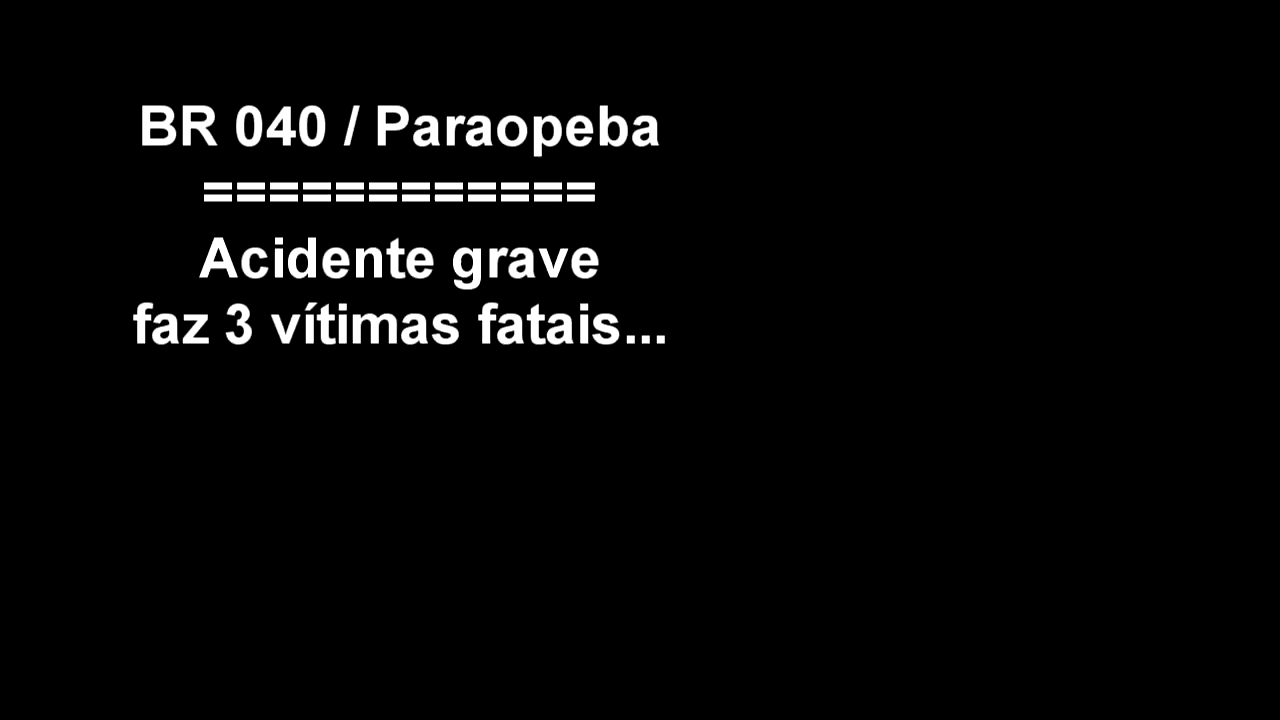 BR 040 / Paraopeba
============
Acidente grave
faz 3 vítimas fatais...